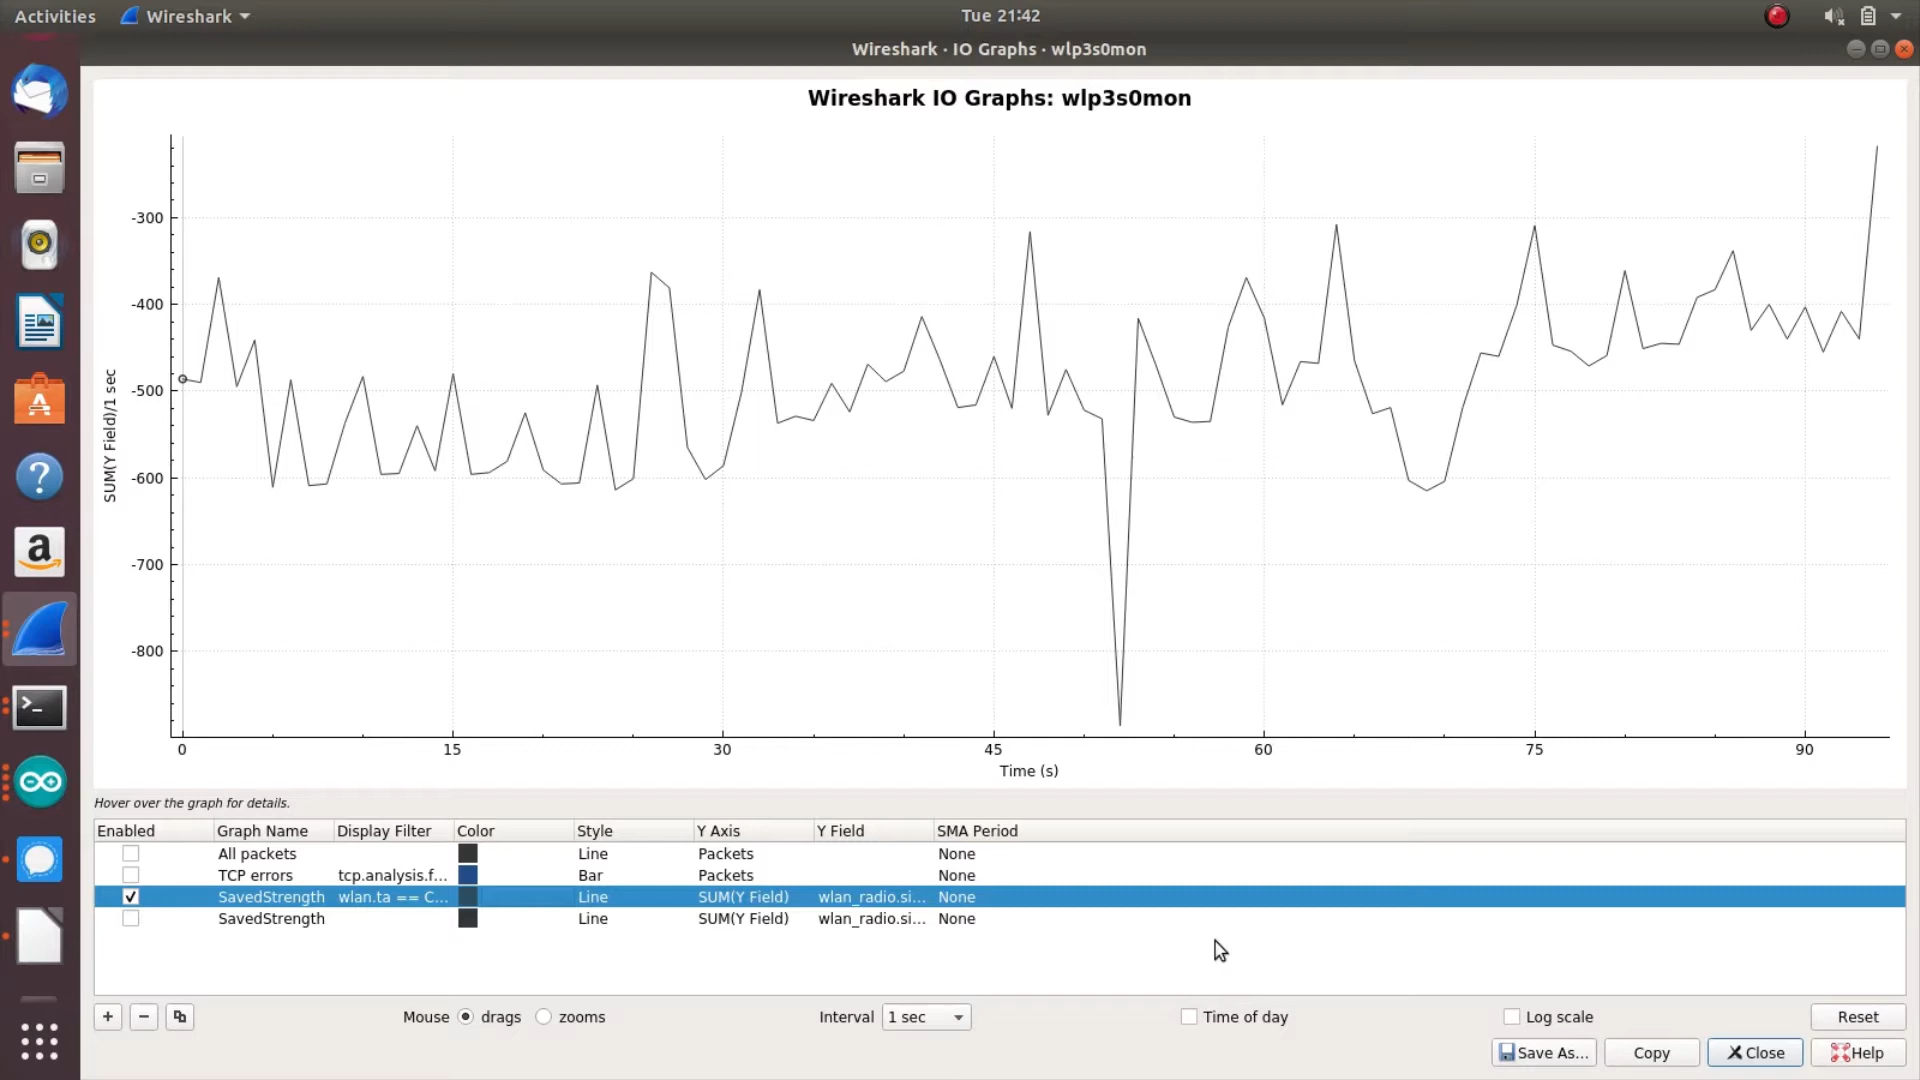 Activities
Wireshark
Tue 21:42
Wireshark · IO Graphs · wlp3s0mon
Wireshark IO Graphs: wlp3s0mon
-300
-400
-500
-600
-700
-800
SUM(Y Field)/1 sec
0 15 30 45 60 75 90
Time (s)
Hover over the graph for details.
Enabled Graph Name Display Filter Color Style Y Axis Y Field SMA Period
All packets Line Packets None
TCP errors tcp.analysis.f... Bar Packets None
SavedStrength wlan.ta == C... Line SUM(Y Field) wlan_radio.si... None
SavedStrength Line SUM(Y Field) wlan_radio.si... None
+ − Mouse drags zooms Interval 1 sec Time of day Log scale Reset
Save As... Copy Close Help